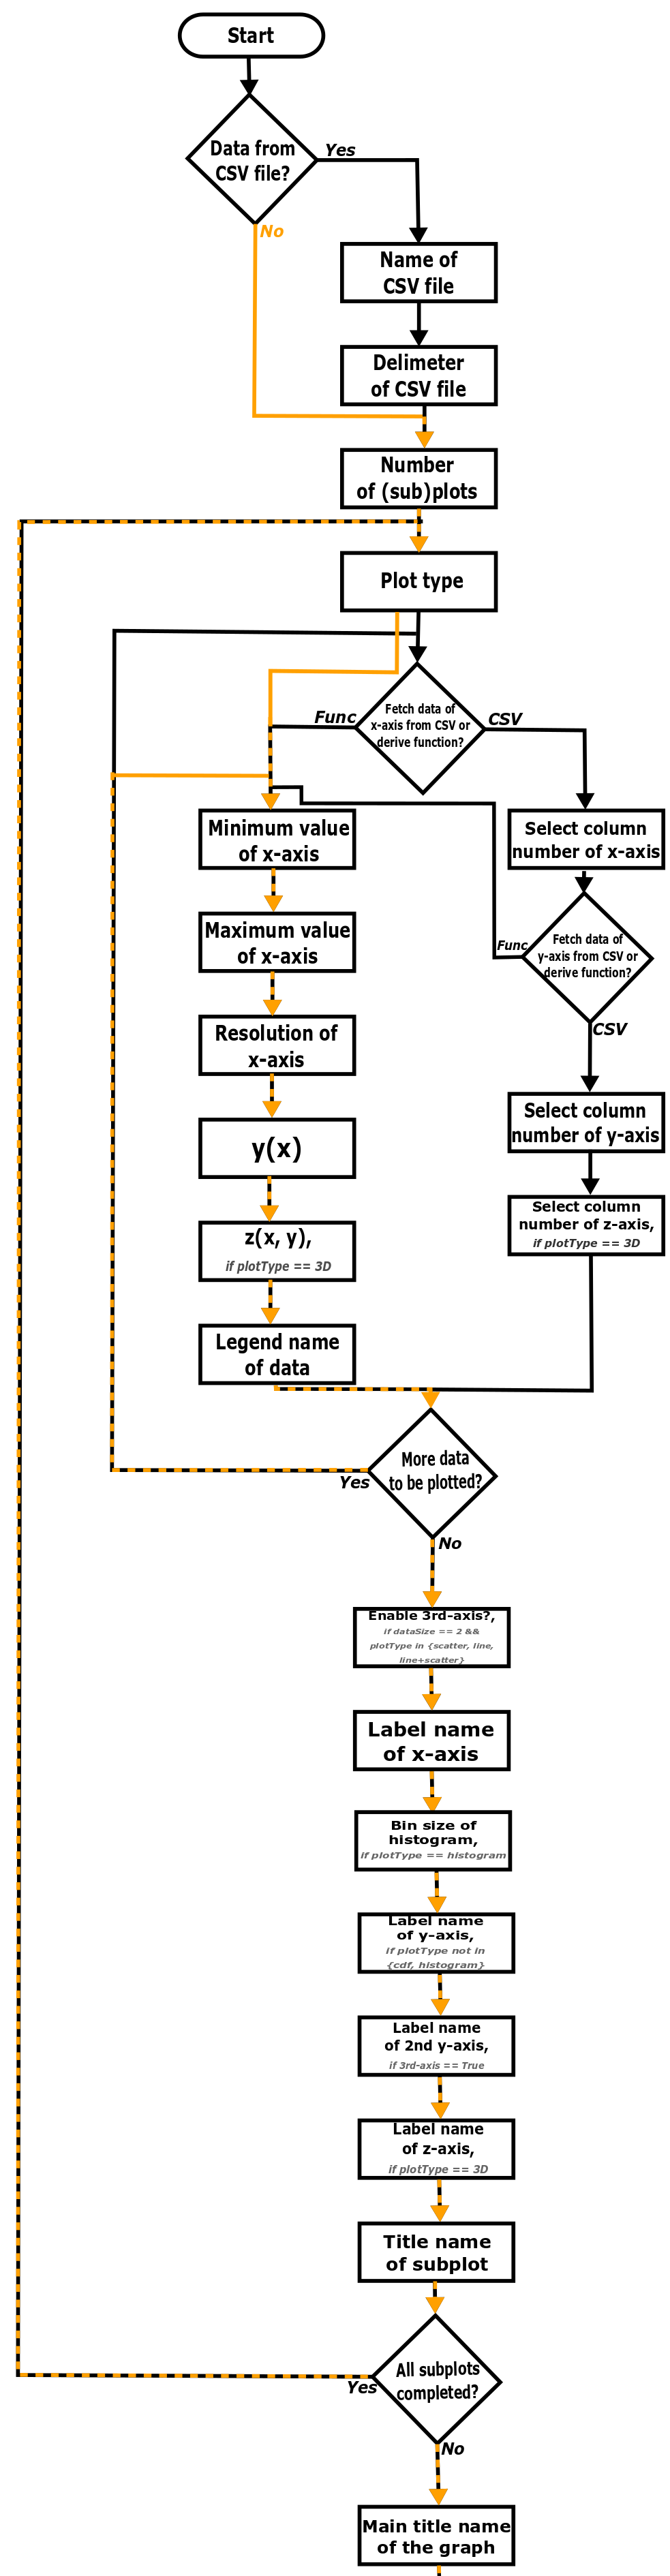 Start
Data from
CSV file?
Yes
No
Name of
CSV file
Delimeter
of CSV file
Number
of (sub)plots
Plot type
Fetch data of
x-axis from CSV or
derive function?
Func
CSV
Minimum value
of x-axis
Select column
number of x-axis
Maximum value
of x-axis
Fetch data of
y-axis from CSV or
derive function?
Func
CSV
Resolution of
x-axis
y(x)
Select column
number of y-axis
z(x, y),
if plotType == 3D
Select column
number of z-axis,
if plotType == 3D
Legend name
of data
More data
to be plotted?
Yes
No
Enable 3rd-axis?,
if dataSize == 2 &&
plotType in {scatter, line,
line+scatter}
Label name
of x-axis
Bin size of
histogram,
if plotType == histogram
Label name
of y-axis,
if plotType not in
{cdf, histogram}
Label name
of 2nd y-axis,
if 3rd-axis == True
Label name
of z-axis,
if plotType == 3D
Title name
of subplot
All subplots
completed?
Yes
No
Main title name
of the graph